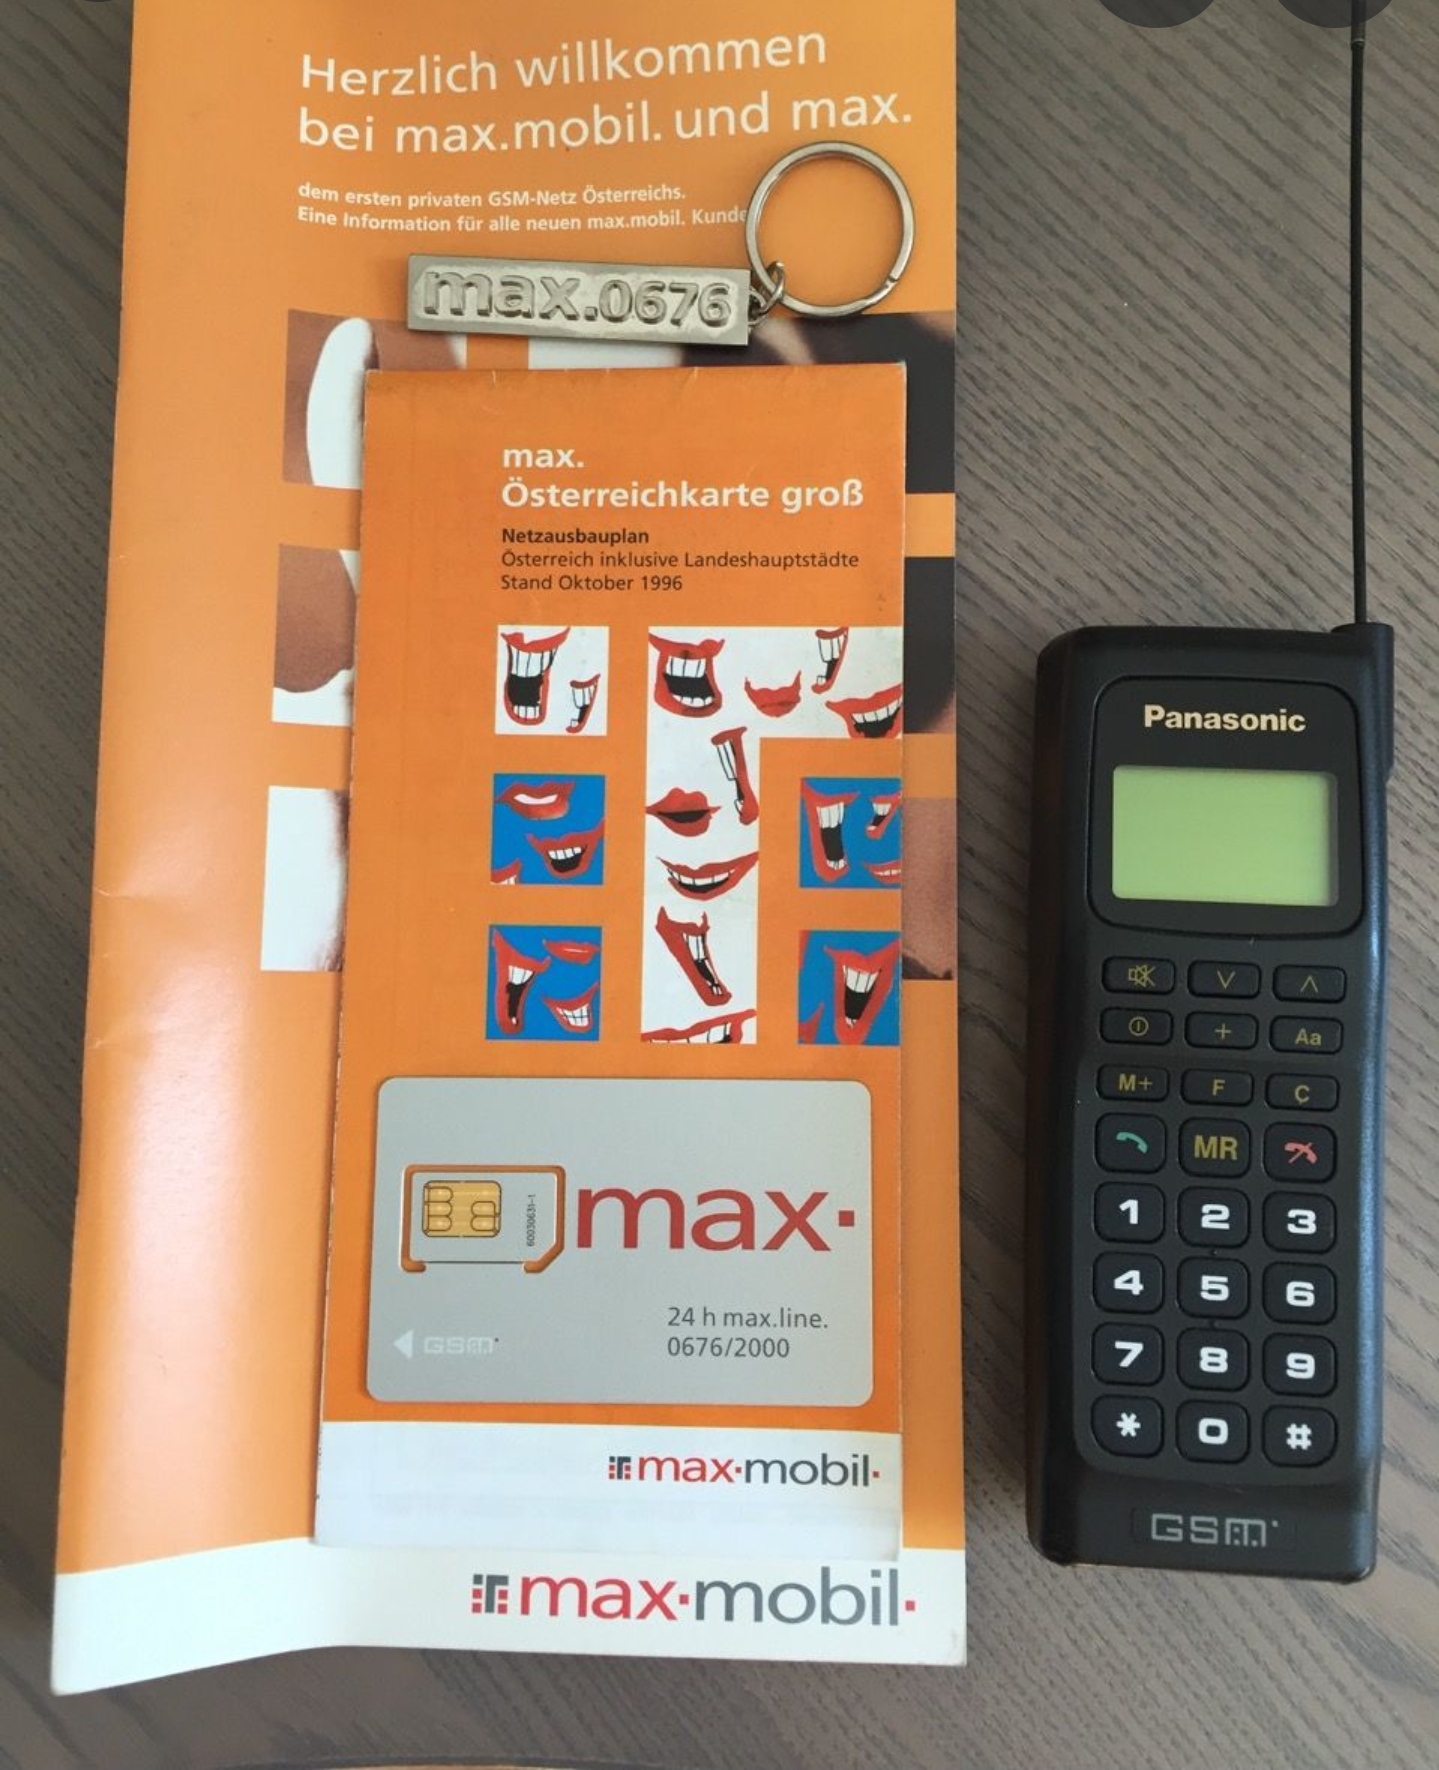 Herzlich willkommen
bei max.mobil. und max.
dem ersten privaten GSM-Netz Österreichs.
Eine Information für alle neuen max.mobil.
max.0676
max.
Österreichkarte groß
Netzausbauplan
Österreich inklusive Landeshauptstädte
Stand Oktober 1996
60030631-1
max.
24 h max.line.
0676/2000
GSM
max.mobil.
max.mobil.
Panasonic
+ Aa
M+ F C
MR
1 2 3
4 5 6
7 8 9
* 0 #
GSM